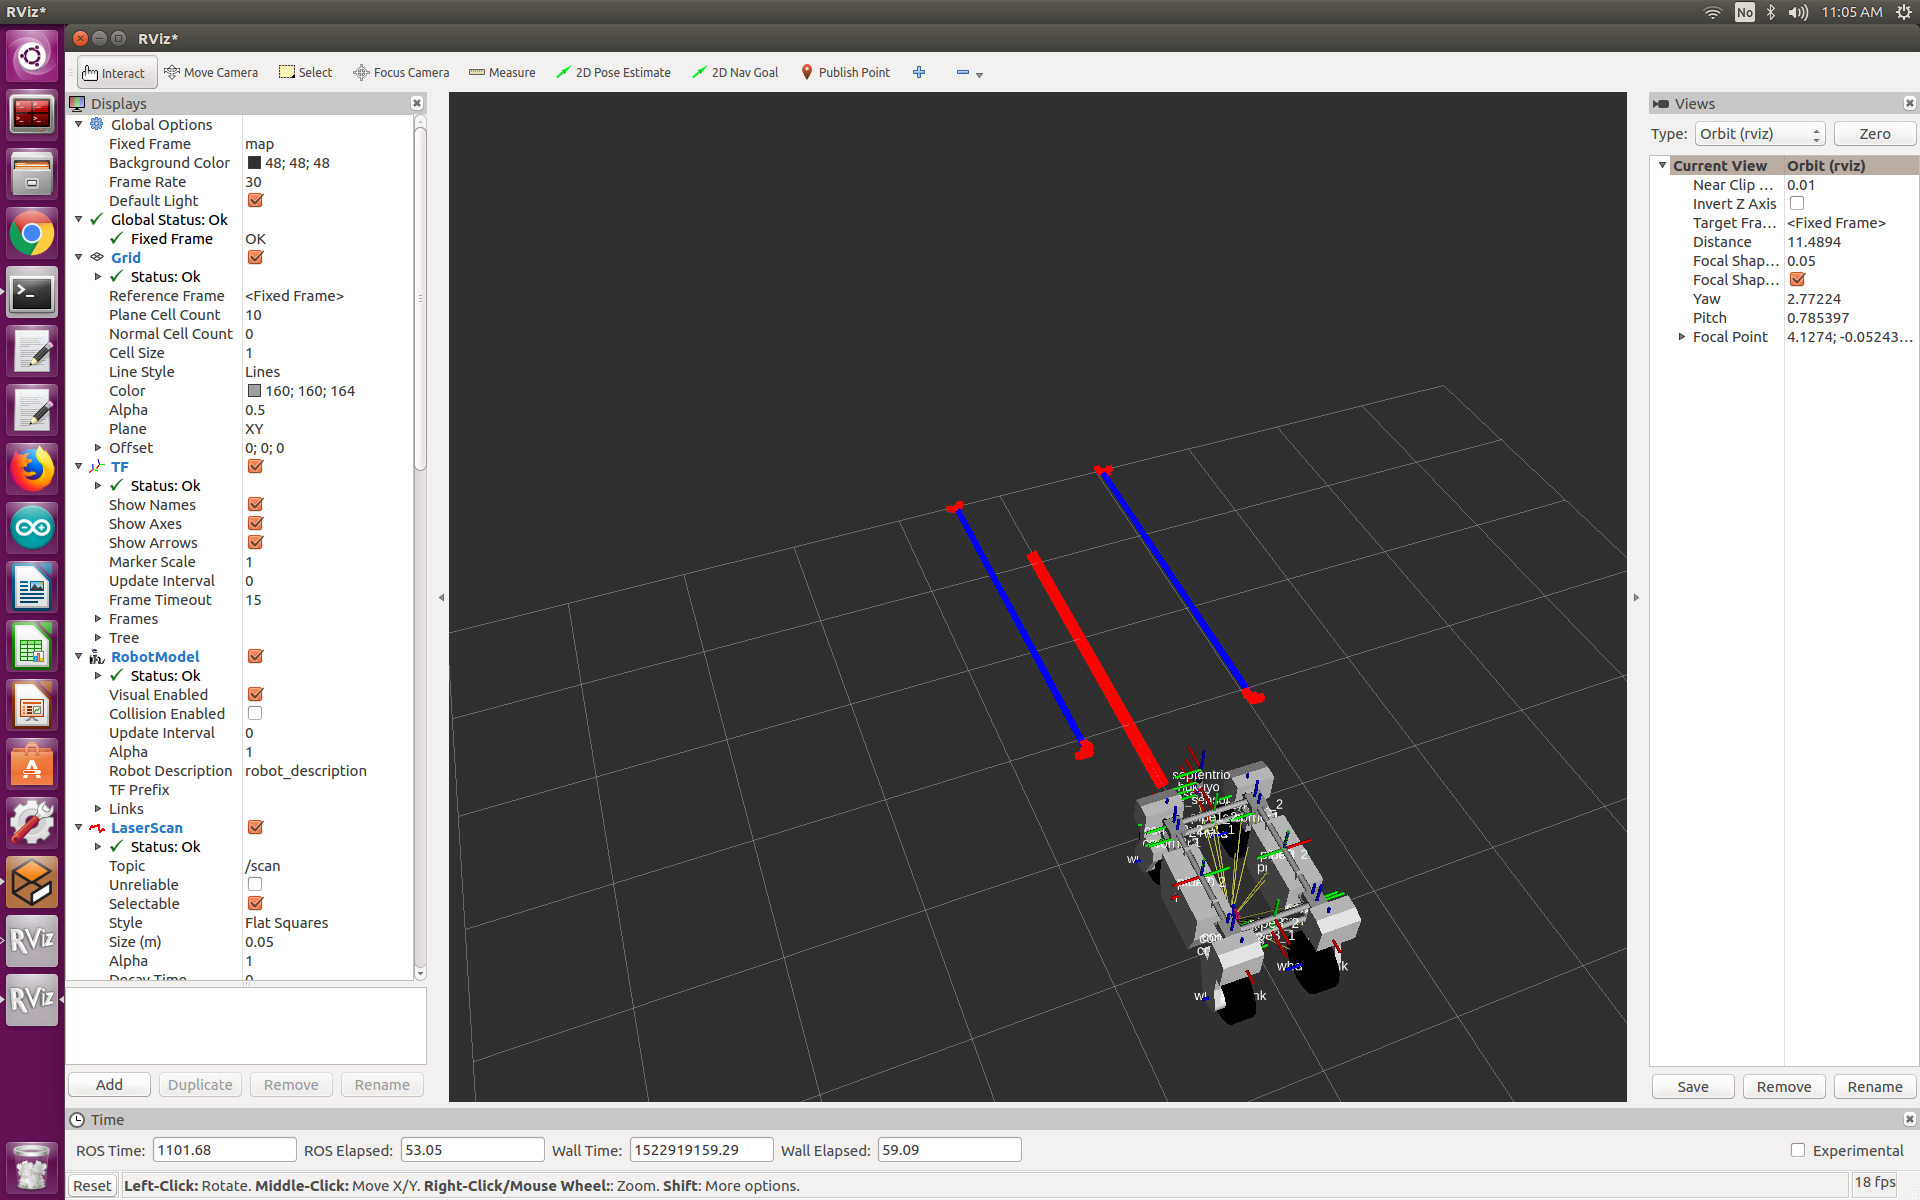 RViz*
No
11:05 AM
RViz*
Interact Move Camera Select Focus Camera Measure 2D Pose Estimate 2D Nav Goal Publish Point
Displays
Global Options
Fixed Frame map
Background Color 48; 48; 48
Frame Rate 30
Default Light
Global Status: Ok
Fixed Frame OK
Grid
Status: Ok
Reference Frame <Fixed Frame>
Plane Cell Count 10
Normal Cell Count 0
Cell Size 1
Line Style Lines
Color 160; 160; 164
Alpha 0.5
Plane XY
Offset 0; 0; 0
TF
Status: Ok
Show Names
Show Axes
Show Arrows
Marker Scale 1
Update Interval 0
Frame Timeout 15
Frames
Tree
RobotModel
Status: Ok
Visual Enabled
Collision Enabled
Update Interval 0
Alpha 1
Robot Description robot_description
TF Prefix
Links
LaserScan
Status: Ok
Topic /scan
Unreliable
Selectable
Style Flat Squares
Size (m) 0.05
Alpha 1
Decay Time 0
Add Duplicate Remove Rename
RViz
RViz
septentrio
Views
Type: Orbit (rviz) Zero
Current View Orbit (rviz)
Near Clip ... 0.01
Invert Z Axis
Target Fra... <Fixed Frame>
Distance 11.4894
Focal Shap... 0.05
Focal Shap...
Yaw 2.77224
Pitch 0.785397
Focal Point 4.1274; -0.05243...
Save Remove Rename
Time
ROS Time: 1101.68 ROS Elapsed: 53.05 Wall Time: 1522919159.29 Wall Elapsed: 59.09 Experimental
Reset Left-Click: Rotate. Middle-Click: Move X/Y. Right-Click/Mouse Wheel:: Zoom. Shift: More options. 18 fps